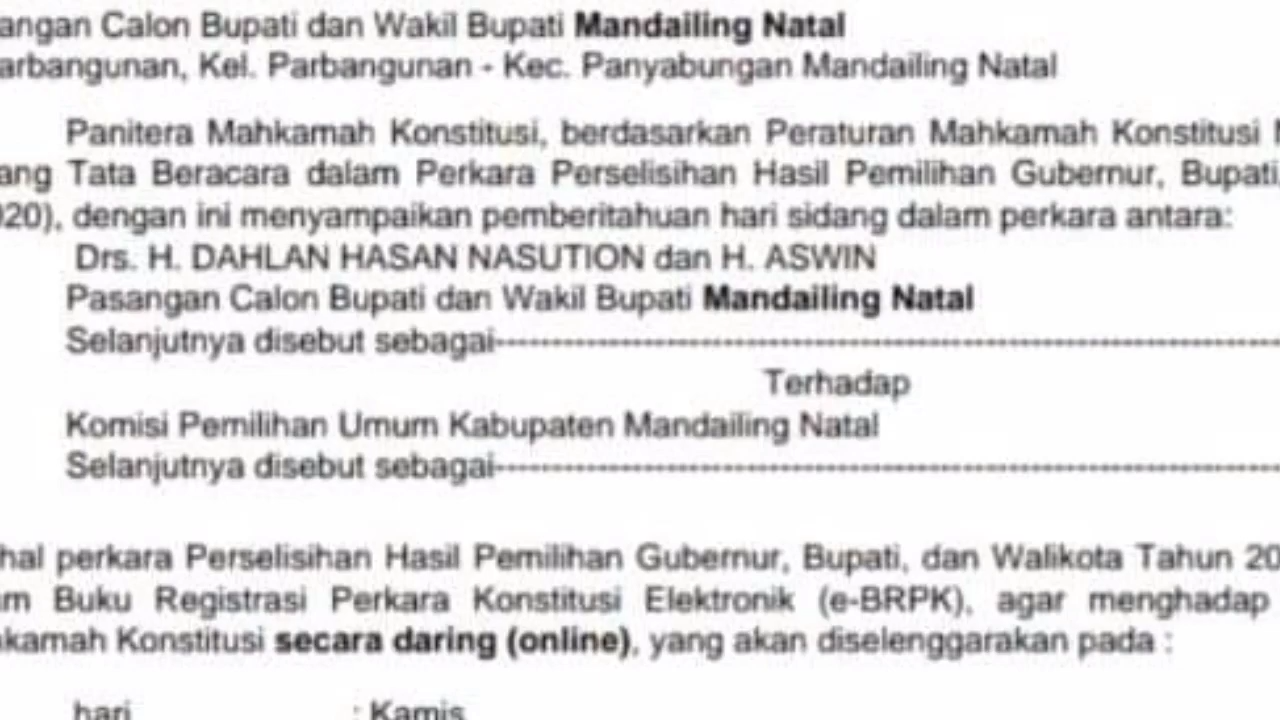 angan Calon Bupati dan Wakil Bupati Mandailing Natal
arbangunan, Kel. Parbangunan - Kec. Panyabungan Mandailing Natal
Panitera Mahkamah Konstitusi, berdasarkan Peraturan Mahkamah Konstitusi
ang Tata Beracara dalam Perkara Perselisihan Hasil Pemilihan Gubernur, Bupati,
020), dengan ini menyampaikan pemberitahuan hari sidang dalam perkara antara:
Drs. H. DAHLAN HASAN NASUTION dan H. ASWIN
Pasangan Calon Bupati dan Wakil Bupati Mandailing Natal
Selanjutnya disebut sebagai--------------------------------------------------------------------
Terhadap
Komisi Pemilihan Umum Kabupaten Mandailing Natal
Selanjutnya disebut sebagai--------------------------------------------------------------------
hal perkara Perselisihan Hasil Pemilihan Gubernur, Bupati, dan Walikota Tahun 20
m Buku Registrasi Perkara Konstitusi Elektronik (e-BRPK), agar menghadap
kamah Konstitusi secara daring (online), yang akan diselenggarakan pada :
hari : Kamis